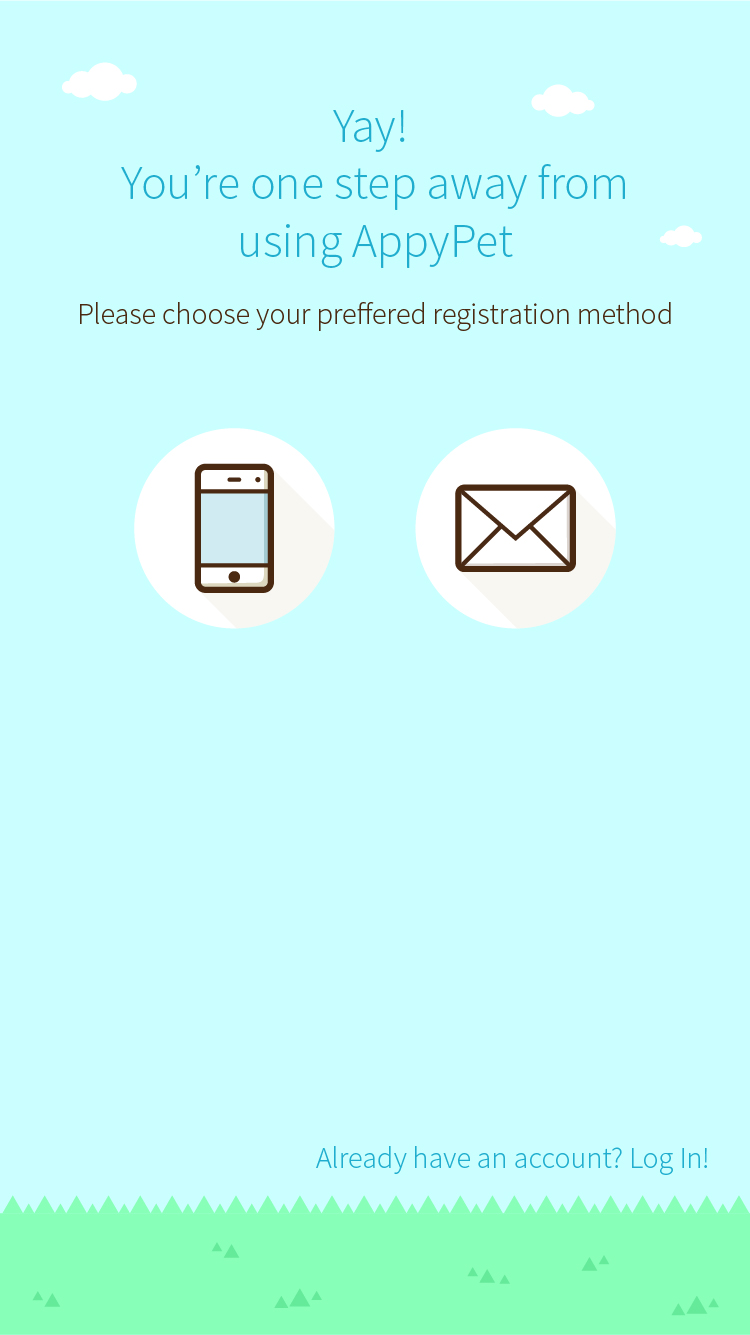 Yay!
You’re one step away from
using AppyPet
Please choose your preffered registration method
Already have an account? Log In!